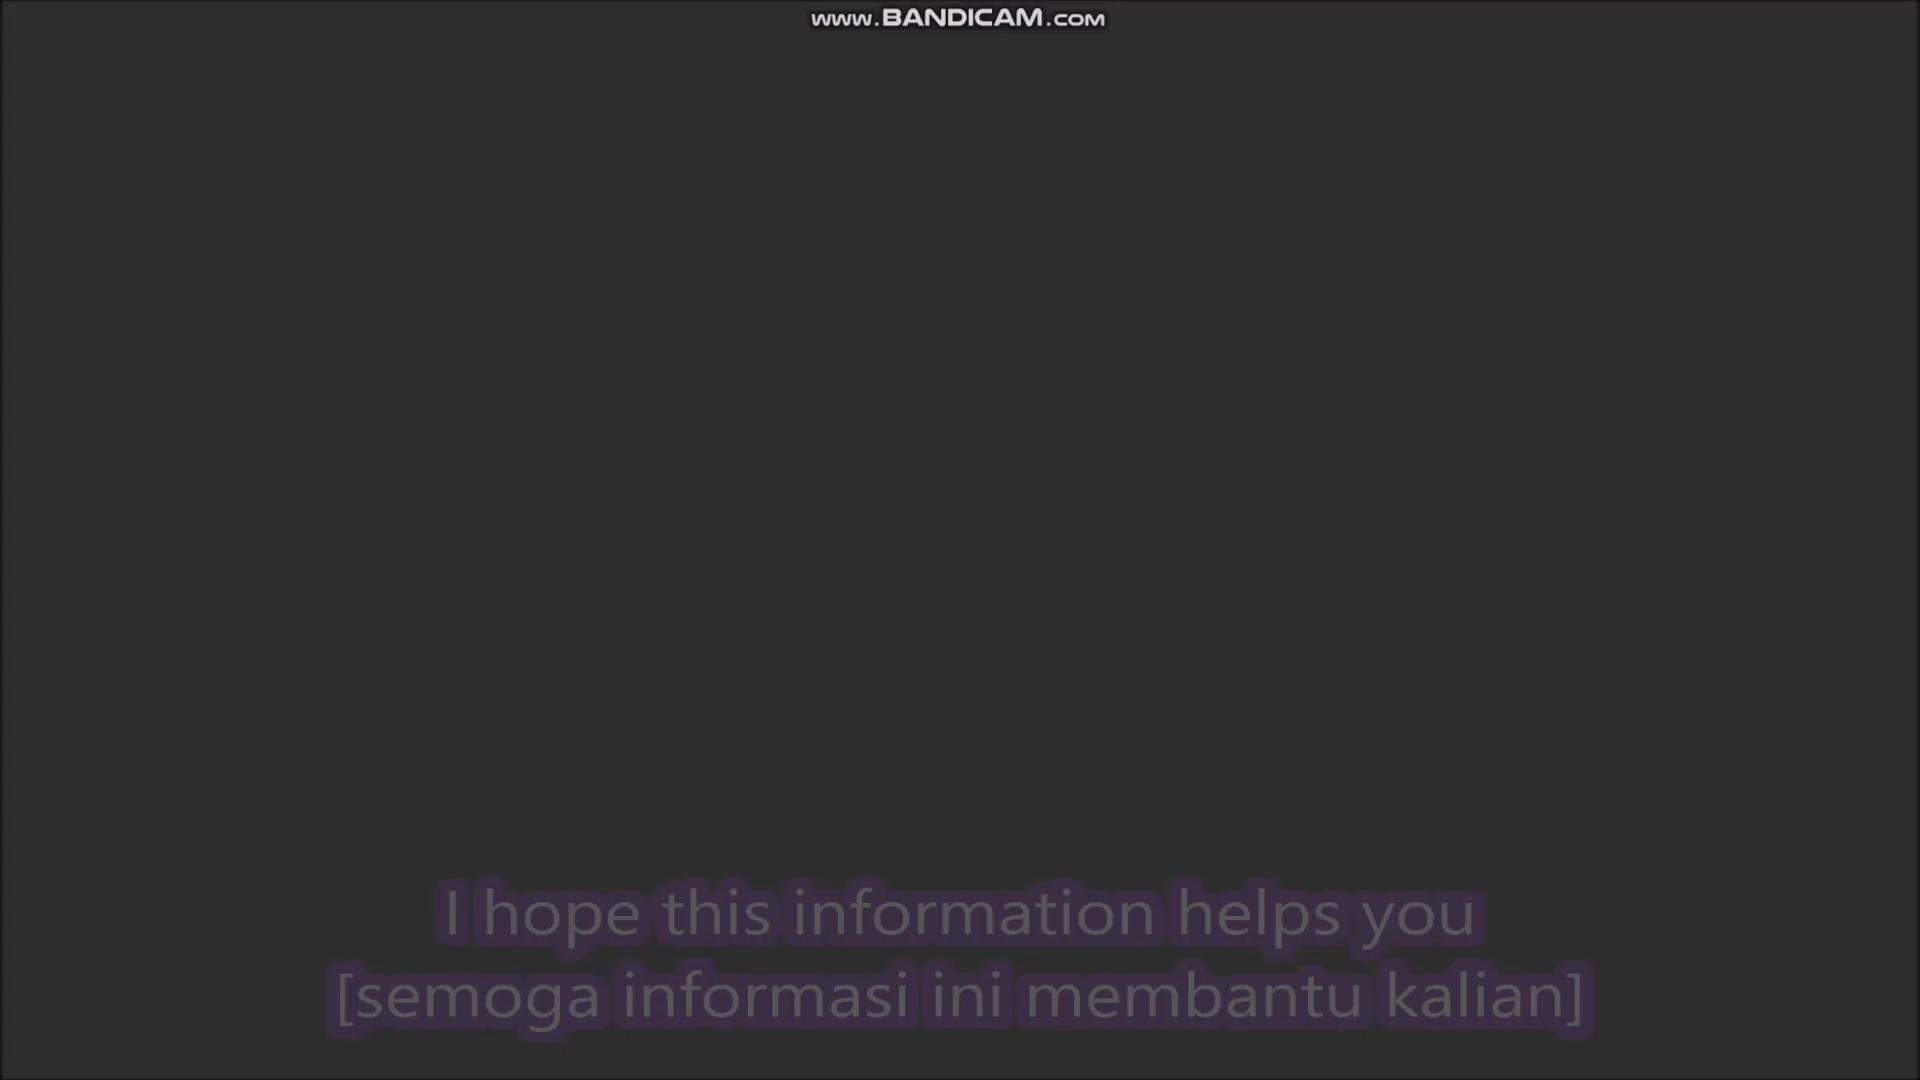 www.BANDICAM.com
I hope this information helps you
[semoga informasi ini membantu kalian]